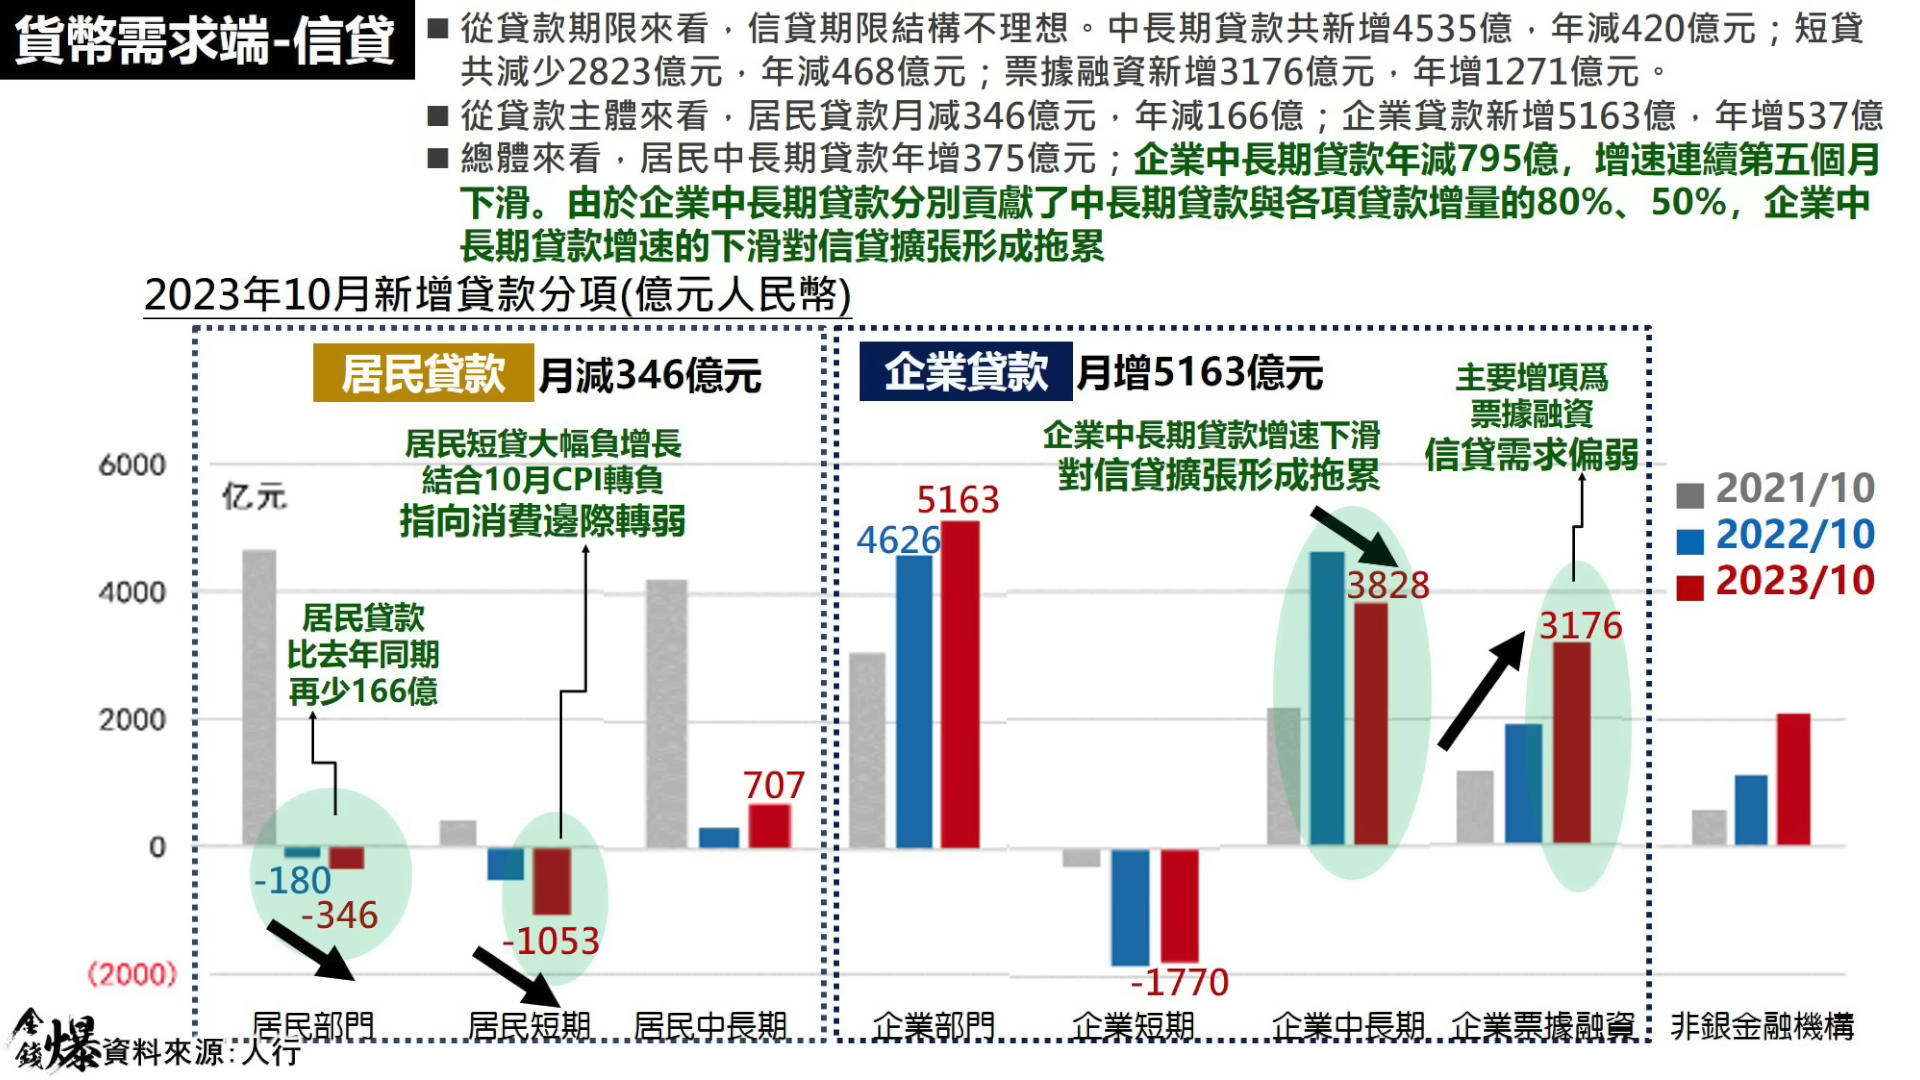 貨幣需求端-信貸
■ 從貸款期限來看，信貸期限結構不理想。中長期貸款共新增4535億，年減420億元；短貸
共減少2823億元，年減468億元；票據融資新增3176億元，年增1271億元。
■ 從貸款主體來看，居民貸款月減346億元，年減166億；企業貸款新增5163億，年增537億
■ 總體來看，居民中長期貸款年增375億元；企業中長期貸款年減795億，增速連續第五個月
下滑。由於企業中長期貸款分別貢獻了中長期貸款與各項貸款增量的80%、50%，企業中
長期貸款增速的下滑對信貸擴張形成拖累
2023年10月新增貸款分項(億元人民幣)
居民貸款 月減346億元
企業貸款 月增5163億元
居民短貸大幅負增長
結合10月CPI轉負
指向消費邊際轉弱
企業中長期貸款增速下滑
對信貸擴張形成拖累
主要增項爲
票據融資
信貸需求偏弱
居民貸款
比去年同期
再少166億
亿元
6000
4000
2000
0
(2000)
2021/10
2022/10
2023/10
-180
-346
-1053
707
4626
5163
-1770
3828
3176
居民部門
居民短期
居民中長期
企業部門
企業短期
企業中長期
企業票據融資
非銀金融機構
金錢爆
資料來源:人行